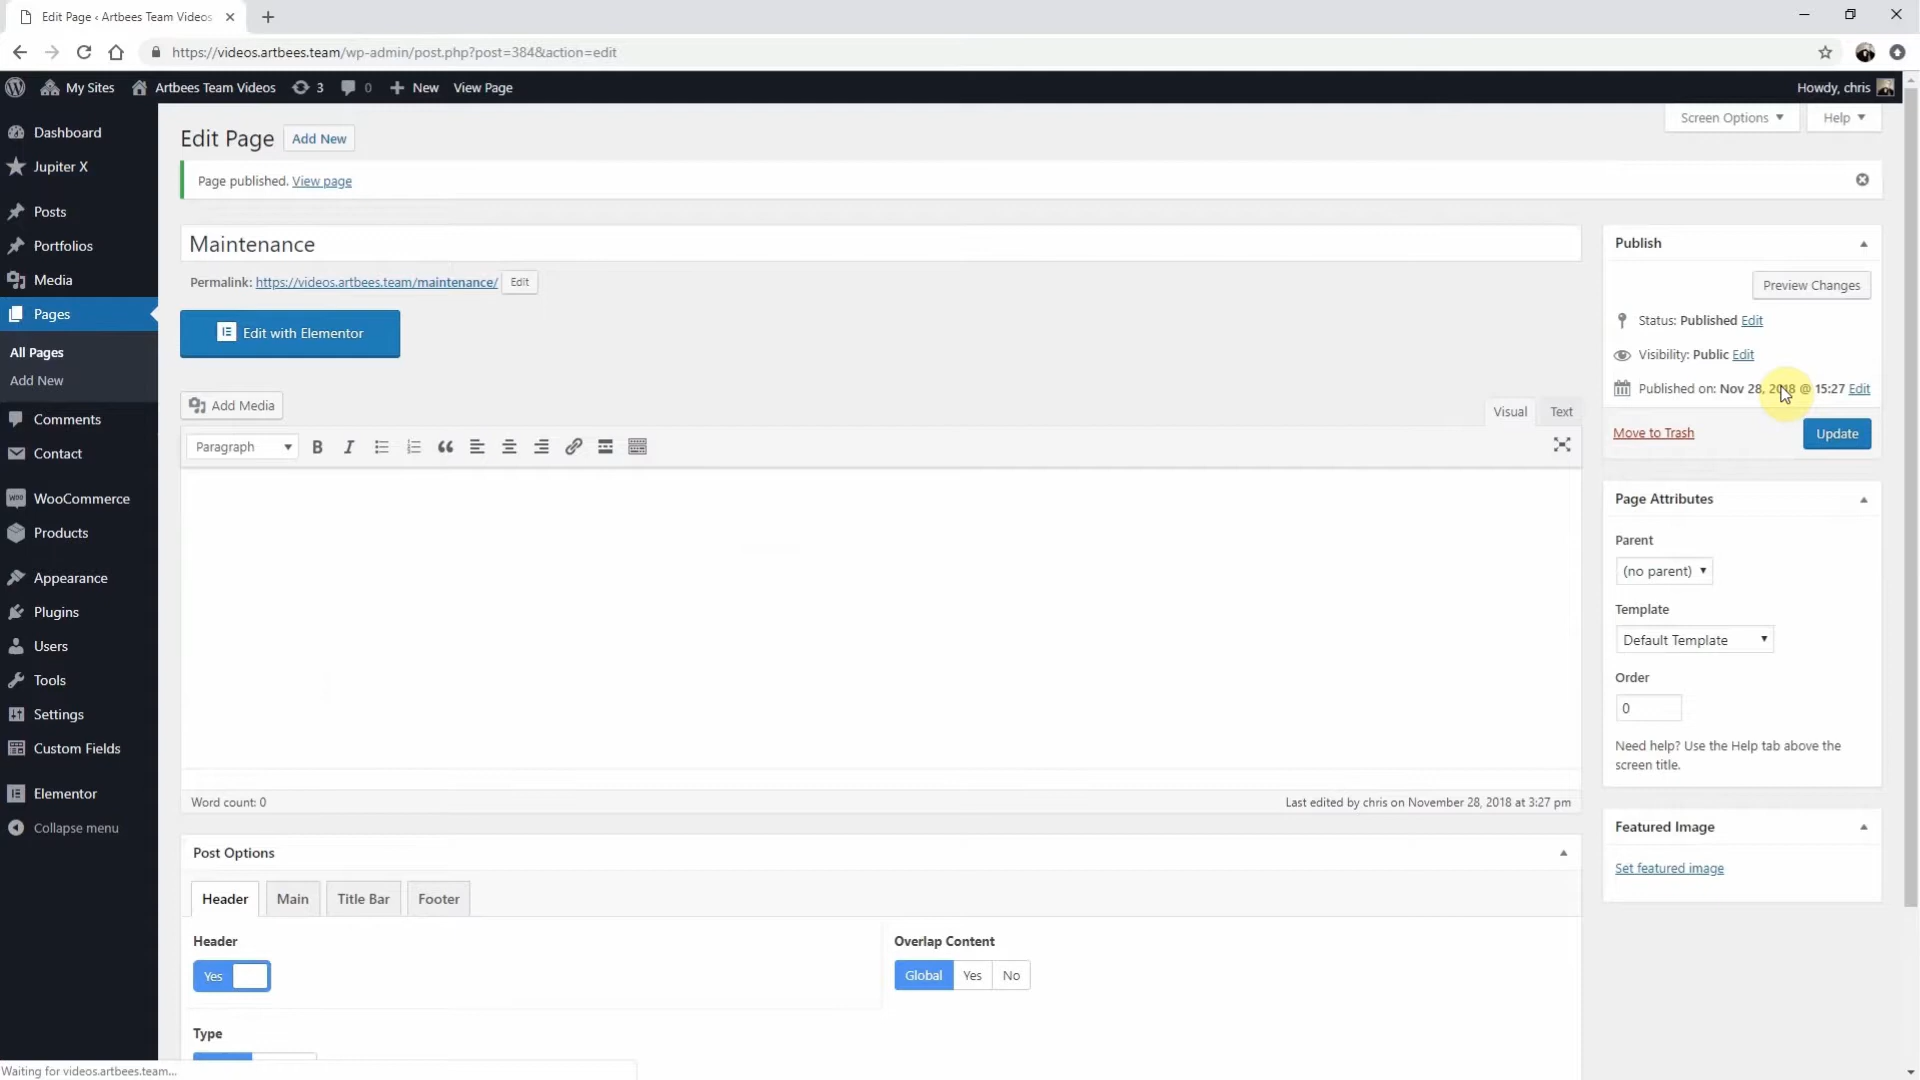 Edit Page ‹ Artbees Team Videos
https://videos.artbees.team/wp-admin/post.php?post=384&action=edit
My Sites
Artbees Team Videos
3
0
New
View Page
Howdy, chris
Dashboard
Jupiter X
Posts
Portfolios
Media
Pages
All Pages
Add New
Comments
Contact
WooCommerce
Products
Appearance
Plugins
Users
Tools
Settings
Custom Fields
Elementor
Collapse menu
Screen Options
Help
Edit Page
Add New
Page published. View page
Maintenance
Permalink: https://videos.artbees.team/maintenance/ Edit
Edit with Elementor
Add Media
Visual
Text
Paragraph
B
I
Word count: 0
Last edited by chris on November 28, 2018 at 3:27 pm
Post Options
Header
Main
Title Bar
Footer
Header
Yes
Overlap Content
Global
Yes
No
Type
Publish
Preview Changes
Status: Published Edit
Visibility: Public Edit
Published on: Nov 28, 2018 @ 15:27 Edit
Move to Trash
Update
Page Attributes
Parent
(no parent)
Template
Default Template
Order
0
Need help? Use the Help tab above the
screen title.
Featured Image
Set featured image
Waiting for videos.artbees.team...